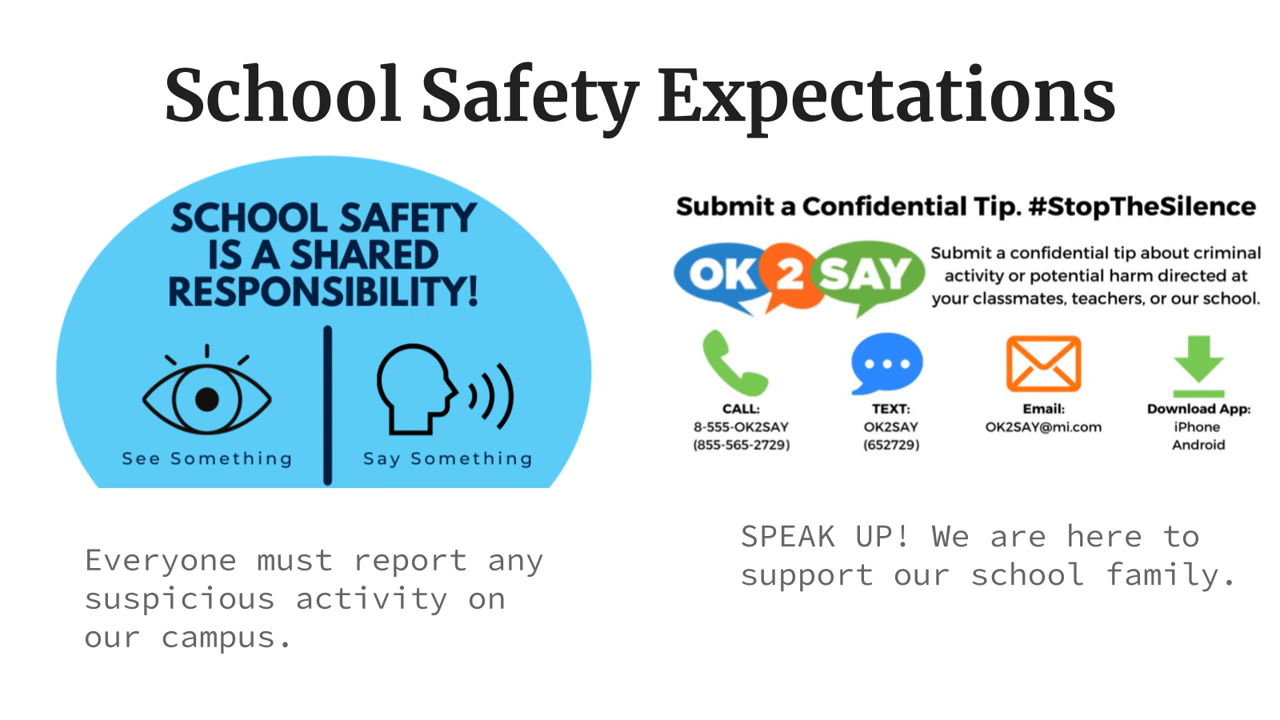 School Safety Expectations
SCHOOL SAFETY
IS A SHARED
RESPONSIBILITY!
See Something
Say Something
Everyone must report any
suspicious activity on
our campus.
Submit a Confidential Tip. #StopTheSilence
OK 2 SAY
Submit a confidential tip about criminal
activity or potential harm directed at
your classmates, teachers, or our school.
CALL:
8-555-OK2SAY
(855-565-2729)
TEXT:
OK2SAY
(652729)
Email:
OK2SAY@mi.com
Download App:
iPhone
Android
SPEAK UP! We are here to
support our school family.